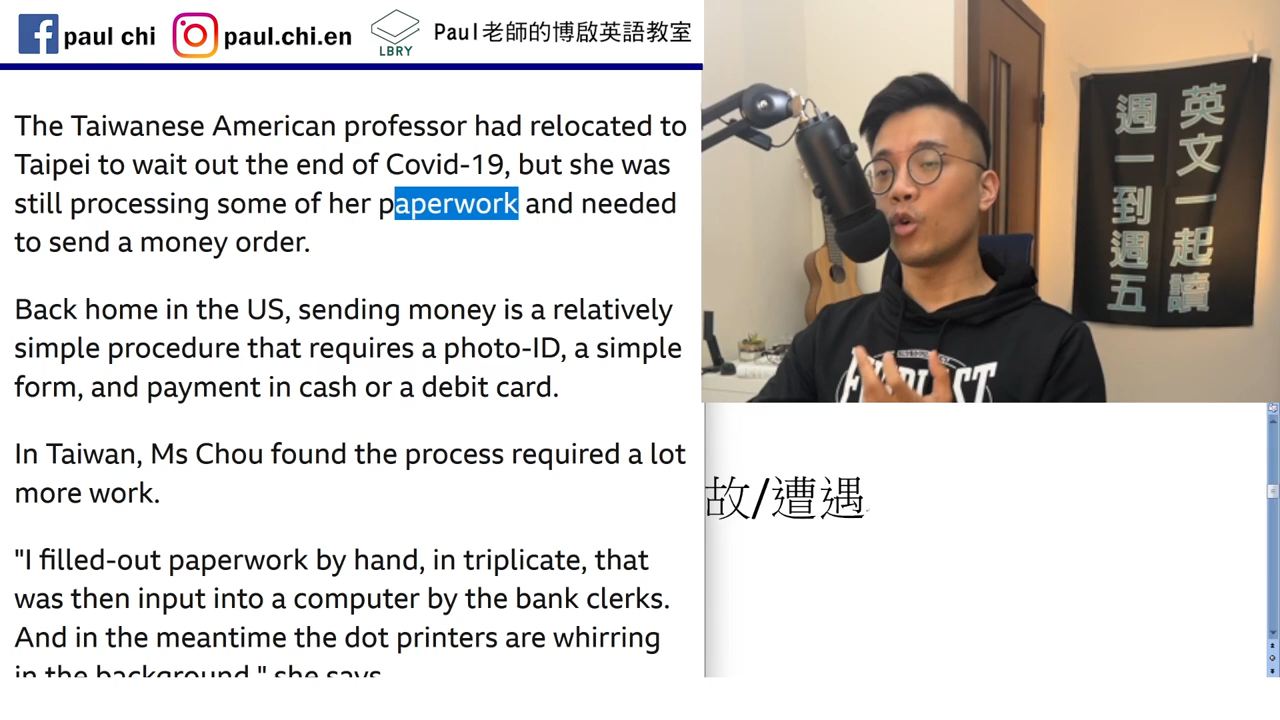 paul chi
paul.chi.en
LBRY
Paul老師的博啟英語教室
The Taiwanese American professor had relocated to
Taipei to wait out the end of Covid-19, but she was
still processing some of her paperwork and needed
to send a money order.
Back home in the US, sending money is a relatively
simple procedure that requires a photo-ID, a simple
form, and payment in cash or a debit card.
In Taiwan, Ms Chou found the process required a lot
more work.
"I filled-out paperwork by hand, in triplicate, that
was then input into a computer by the bank clerks.
And in the meantime the dot printers are whirring
in the background," she says
英文一起讀
週一到週五
EVERLAST
故/遭遇